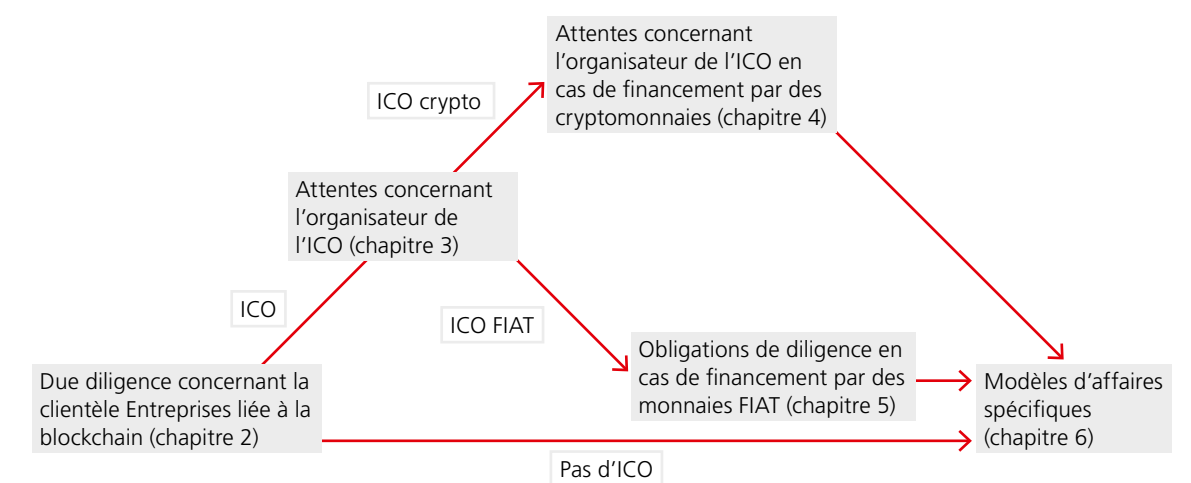 Attentes concernant
l'organisateur de l'ICO en
cas de financement par des
cryptomonnaies (chapitre 4)
ICO crypto
Attentes concernant
l'organisateur de
l'ICO (chapitre 3)
ICO
ICO FIAT
Obligations de diligence en
cas de financement par des
monnaies FIAT (chapitre 5)
Due diligence concernant la
clientèle Entreprises liée à la
blockchain (chapitre 2)
Modèles d'affaires
spécifiques
(chapitre 6)
Pas d'ICO